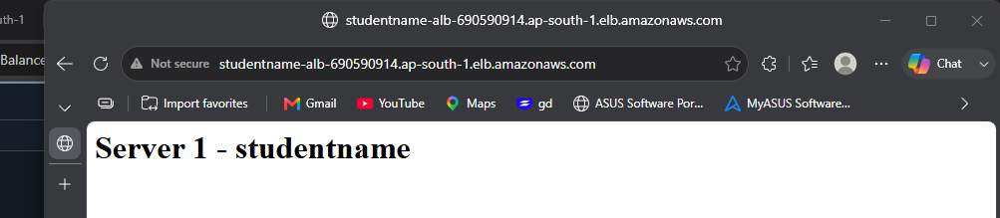 uth-1
studentname-alb-690590914.ap-south-1.elb.amazonaws.com
Balance
Not secure studentname-alb-690590914.ap-south-1.elb.amazonaws.com
Chat
Import favorites Gmail YouTube Maps gd ASUS Software Por... MyASUS Software...
Server 1 - studentname